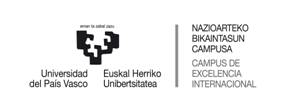 eman ta zabal zazu
Universidad
del País Vasco
Euskal Herriko
Unibertsitatea
NAZIOARTEKO
BIKAINTASUN
CAMPUSA
CAMPUS DE
EXCELENCIA
INTERNACIONAL